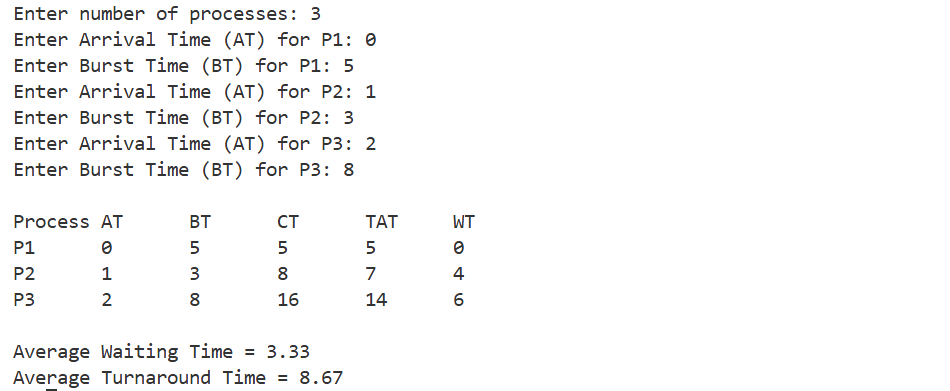 Enter number of processes: 3
Enter Arrival Time (AT) for P1: 0
Enter Burst Time (BT) for P1: 5
Enter Arrival Time (AT) for P2: 1
Enter Burst Time (BT) for P2: 3
Enter Arrival Time (AT) for P3: 2
Enter Burst Time (BT) for P3: 8

Process AT      BT      CT      TAT     WT
P1      0       5       5       5       0
P2      1       3       8       7       4
P3      2       8       16      14      6

Average Waiting Time = 3.33
Average Turnaround Time = 8.67